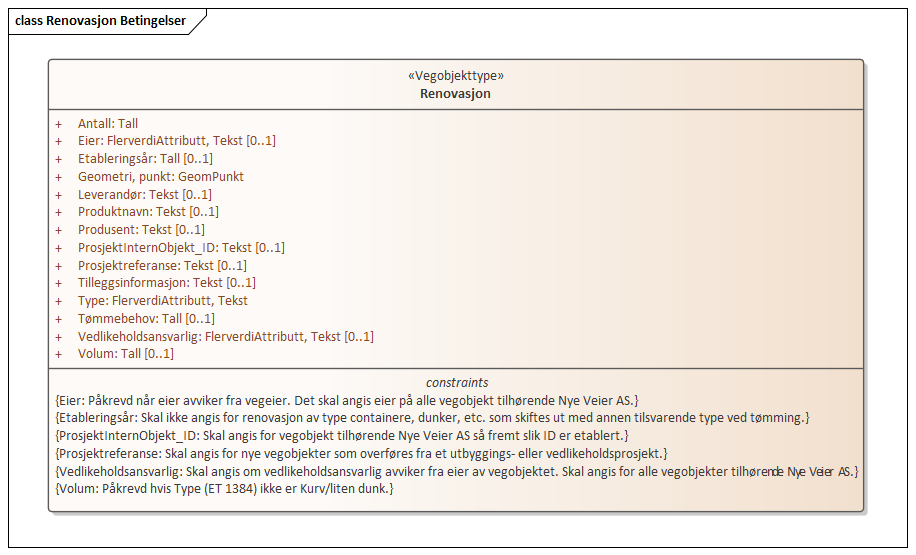 class Renovasjon Betingelser
«Vegobjekttype»
Renovasjon
+ Antall: Tall
+ Eier: FlerverdiAttributt, Tekst [0..1]
+ Etableringsår: Tall [0..1]
+ Geometri, punkt: GeomPunkt
+ Leverandør: Tekst [0..1]
+ Produktnavn: Tekst [0..1]
+ Produsent: Tekst [0..1]
+ ProsjektInternObjekt_ID: Tekst [0..1]
+ Prosjektreferanse: Tekst [0..1]
+ Tilleggsinformasjon: Tekst [0..1]
+ Type: FlerverdiAttributt, Tekst
+ Tømmebehov: Tall [0..1]
+ Vedlikeholdsansvarlig: FlerverdiAttributt, Tekst [0..1]
+ Volum: Tall [0..1]
constraints
{Eier: Påkrevd når eier avviker fra vegeier. Det skal angis eier på alle vegobjekt tilhørende Nye Veier AS.}
{Etableringsår: Skal ikke angis for renovasjon av type containere, dunker, etc. som skiftes ut med annen tilsvarende type ved tømming.}
{ProsjektInternObjekt_ID: Skal angis for vegobjekt tilhørende Nye Veier AS så fremt slik ID er etablert.}
{Prosjektreferanse: Skal angis for nye vegobjekter som overføres fra et utbyggings- eller vedlikeholdsprosjekt.}
{Vedlikeholdsansvarlig: Skal angis om vedlikeholdsansvarlig avviker fra eier av vegobjektet. Skal angis for alle vegobjekter tilhørende Nye Veier AS.}
{Volum: Påkrevd hvis Type (ET 1384) ikke er Kurv/liten dunk.}